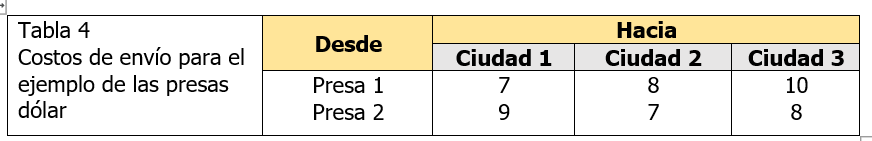 Tabla 4
Costos de envío para el
ejemplo de las presas
dólar
Desde
Hacia
Ciudad 1 Ciudad 2 Ciudad 3
Presa 1 7 8 10
Presa 2 9 7 8